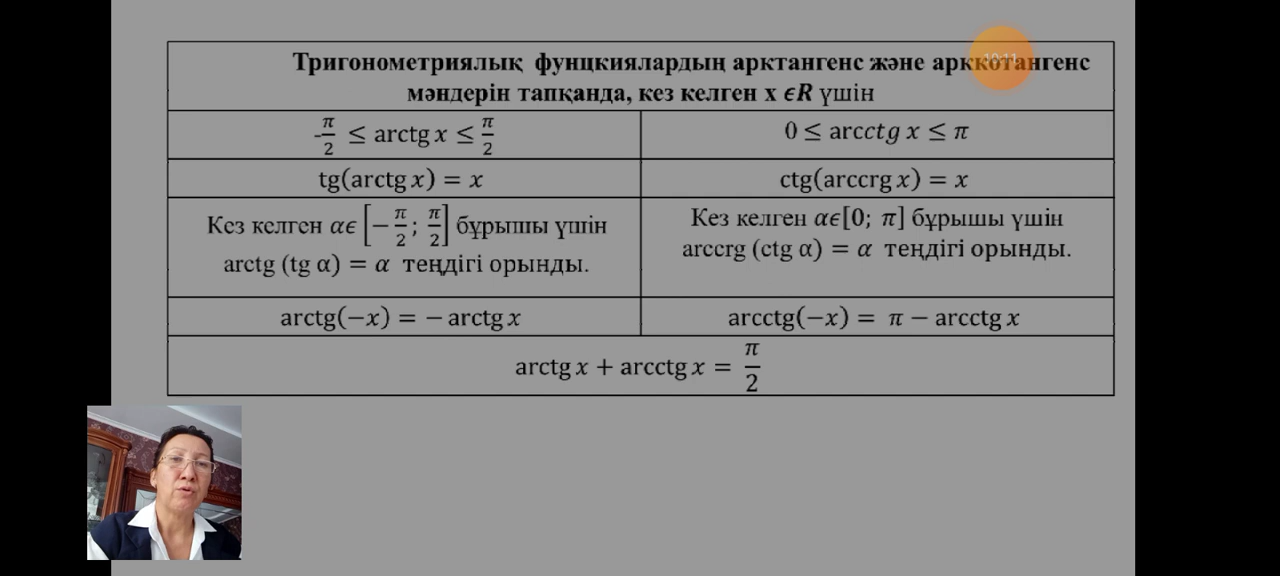 Тригонометриялық фунцкиялардың арктангенс және арккотангенс
мәндерін тапқанда, кез келген х ϵR үшін
-π/2 ≤ arctg x ≤ π/2
0 ≤ arcctg x ≤ π
tg(arctg x) = x
ctg(arccrg x) = x
Кез келген αϵ [−π/2; π/2] бұрышы үшін
arctg (tg α) = α теңдігі орынды.
Кез келген αϵ[0; π] бұрышы үшін
arccrg (ctg α) = α теңдігі орынды.
arctg(−x) = − arctg x
arcctg(−x) = π − arcctg x
arctg x + arcctg x = π/2
10:11